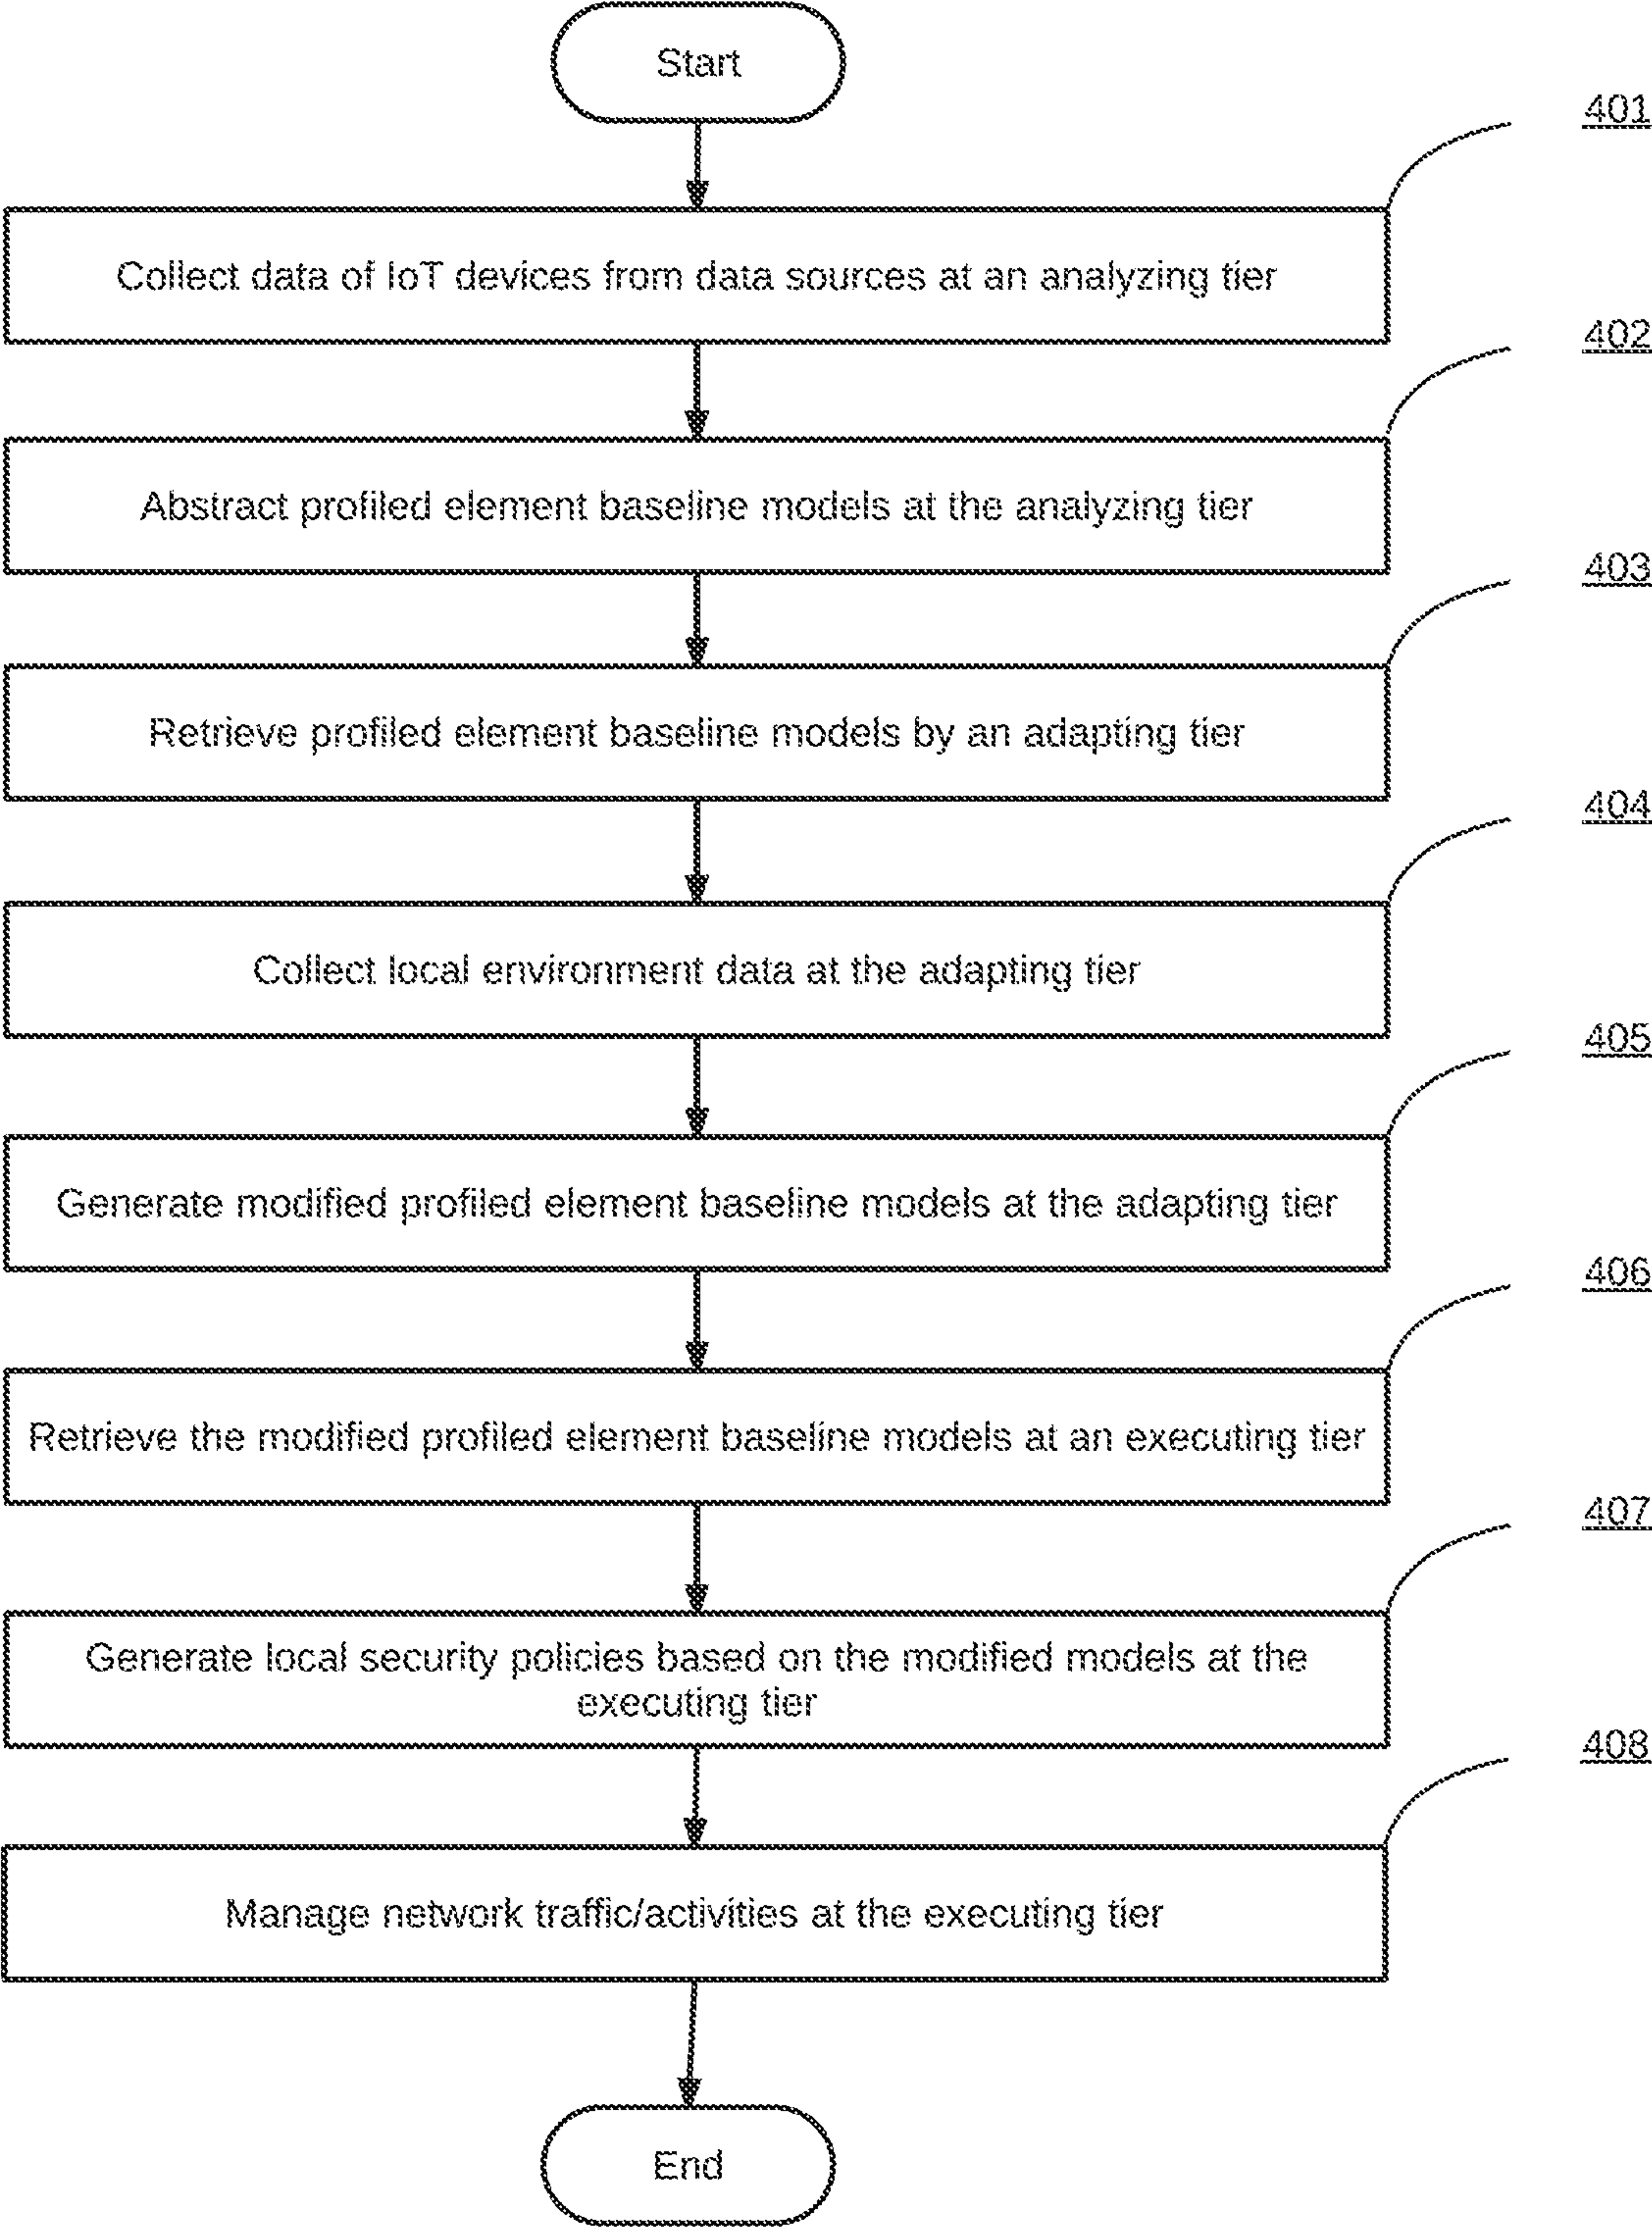 Start
401
Collect data of IoT devices from data sources at an analyzing tier
402
Abstract profiled element baseline models at the analyzing tier
403
Retrieve profiled element baseline models by an adapting tier
404
Collect local environment data at the adapting tier
405
Generate modified profiled element baseline models at the adapting tier
406
Retrieve the modified profiled element baseline models at an executing tier
407
Generate local security policies based on the modified models at the
executing tier
408
Manage network traffic/activities at the executing tier
End